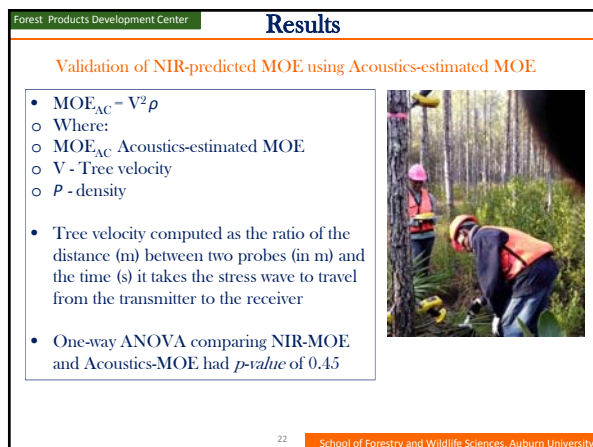 Forest Products Development Center
Results
Validation of NIR-predicted MOE using Acoustics-estimated MOE
• MOE_AC = V²ρ
o Where:
o MOE_AC Acoustics-estimated MOE
o V - Tree velocity
o P - density
• Tree velocity computed as the ratio of the
distance (m) between two probes (in m) and
the time (s) it takes the stress wave to travel
from the transmitter to the receiver
• One-way ANOVA comparing NIR-MOE
and Acoustics-MOE had p-value of 0.45
22
School of Forestry and Wildlife Sciences, Auburn University